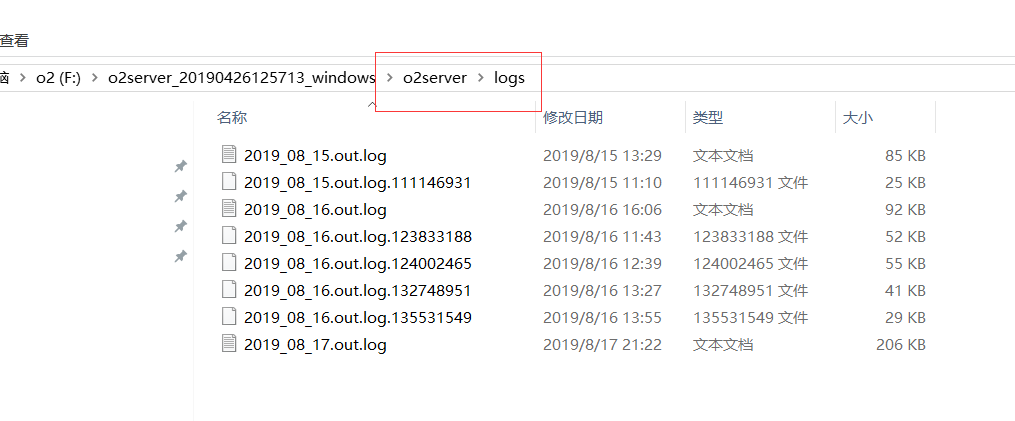 查看
脑 > o2 (F:) > o2server_20190426125713_windows > o2server > logs
名称 修改日期 类型 大小
2019_08_15.out.log 2019/8/15 13:29 文本文档 85 KB
2019_08_15.out.log.111146931 2019/8/15 11:10 111146931 文件 25 KB
2019_08_16.out.log 2019/8/16 16:06 文本文档 92 KB
2019_08_16.out.log.123833188 2019/8/16 11:43 123833188 文件 52 KB
2019_08_16.out.log.124002465 2019/8/16 12:39 124002465 文件 55 KB
2019_08_16.out.log.132748951 2019/8/16 13:27 132748951 文件 41 KB
2019_08_16.out.log.135531549 2019/8/16 13:55 135531549 文件 29 KB
2019_08_17.out.log 2019/8/17 21:22 文本文档 206 KB